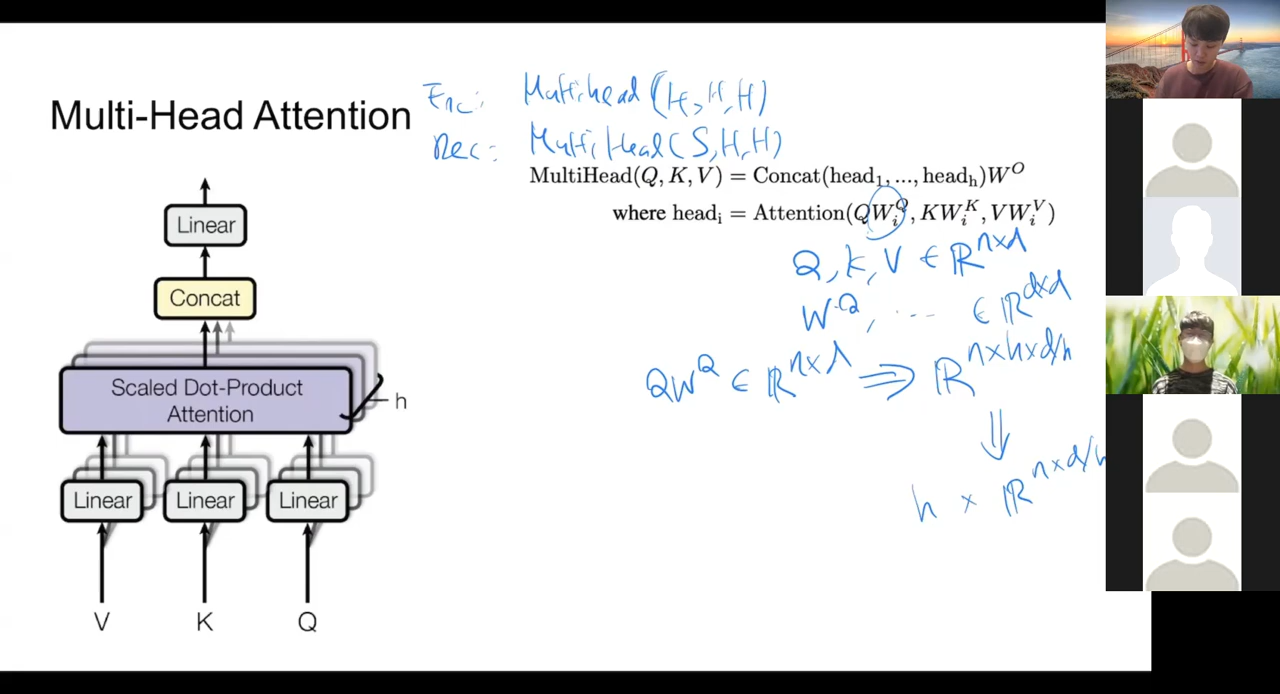 Multi-Head Attention
Enc: Multihead (H, H, H)
Dec: MultiHead (S, H, H)
MultiHead(Q, K, V) = Concat(head₁, ..., headₕ)W^O
where headᵢ = Attention(QWᵢ^Q, KWᵢ^K, VWᵢ^V)
Q, K, V ∈ ℝ^{n×d}
W^Q, ... ∈ ℝ^{d×d}
QW^Q ∈ ℝ^{n×d} ⇒ ℝ^{n×h×d/h}
⇓
h × ℝ^{n×d/h}
Linear
Concat
Scaled Dot-Product
Attention
h
Linear Linear Linear
V K Q